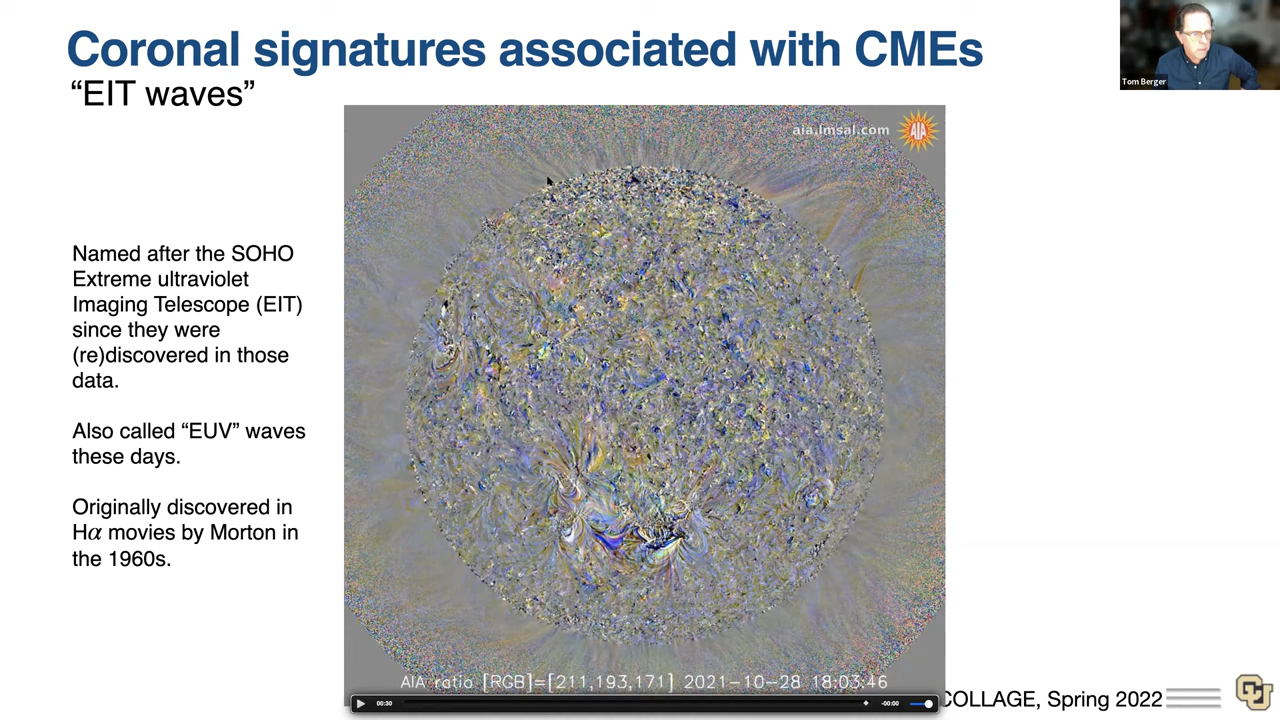 Coronal signatures associated with CMEs
“EIT waves”
Tom Berger
aia.lmsal.com
AIA
Named after the SOHO
Extreme ultraviolet
Imaging Telescope (EIT)
since they were
(re)discovered in those
data.
Also called “EUV” waves
these days.
Originally discovered in
Hα movies by Morton in
the 1960s.
AIA ratio [RGB]=[211,193,171] 2021-10-28 18:03:46
00:30
-00:00
COLLAGE, Spring 2022
CU